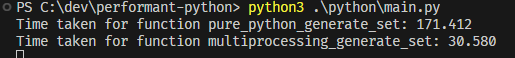 PS C:\dev\performant-python> python3 .\python\main.py
Time taken for function pure_python_generate_set: 171.412
Time taken for function multiprocessing_generate_set: 30.580